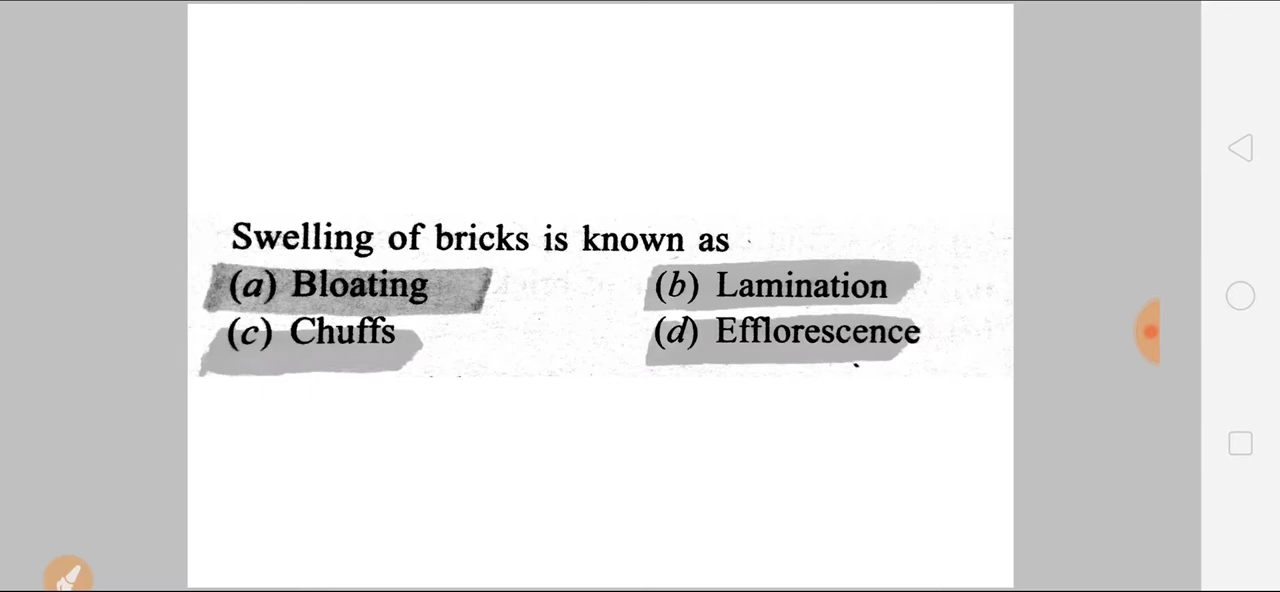 Swelling of bricks is known as
(a) Bloating (b) Lamination
(c) Chuffs (d) Efflorescence